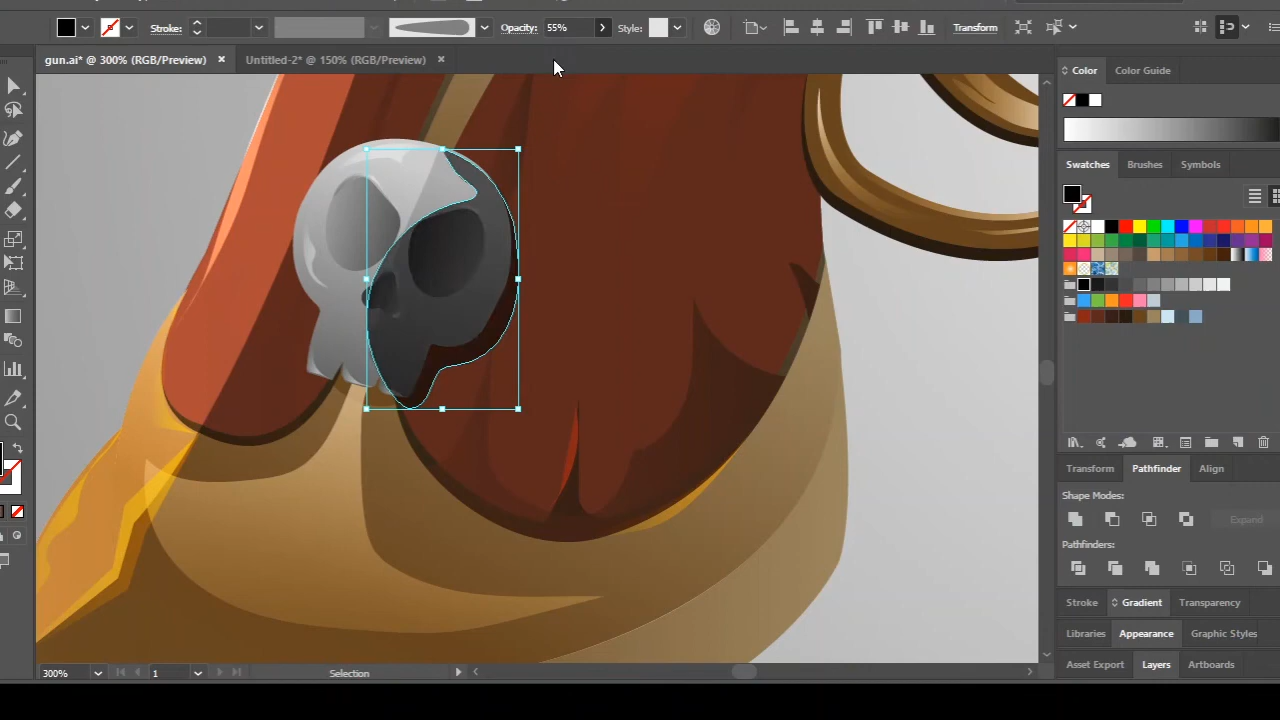 Stroke:
Opacity: 55%
Style:
Transform
gun.ai* @ 300% (RGB/Preview) ×
Untitled-2* @ 150% (RGB/Preview) ×
Color Color Guide
Swatches Brushes Symbols
Transform Pathfinder Align
Shape Modes:
Expand
Pathfinders:
Stroke Gradient Transparency
Libraries Appearance Graphic Styles
Asset Export Layers Artboards
300% 1 Selection